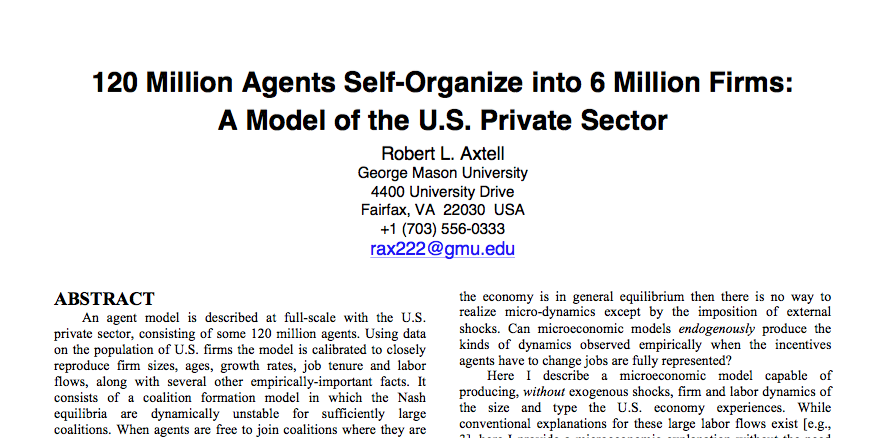 120 Million Agents Self-Organize into 6 Million Firms:
A Model of the U.S. Private Sector
Robert L. Axtell
George Mason University
4400 University Drive
Fairfax, VA 22030 USA
+1 (703) 556-0333
rax222@gmu.edu
ABSTRACT
An agent model is described at full-scale with the U.S.
private sector, consisting of some 120 million agents. Using data
on the population of U.S. firms the model is calibrated to closely
reproduce firm sizes, ages, growth rates, job tenure and labor
flows, along with several other empirically-important facts. It
consists of a coalition formation model in which the Nash
equilibria are dynamically unstable for sufficiently large
coalitions. When agents are free to join coalitions where they are
the economy is in general equilibrium then there is no way to
realize micro-dynamics except by the imposition of external
shocks. Can microeconomic models endogenously produce the
kinds of dynamics observed empirically when the incentives
agents have to change jobs are fully represented?
Here I describe a microeconomic model capable of
producing, without exogenous shocks, firm and labor dynamics of
the size and type the U.S. economy experiences. While
conventional explanations for these large labor flows exist [e.g.,
here I provide a microeconomic explanation without the need